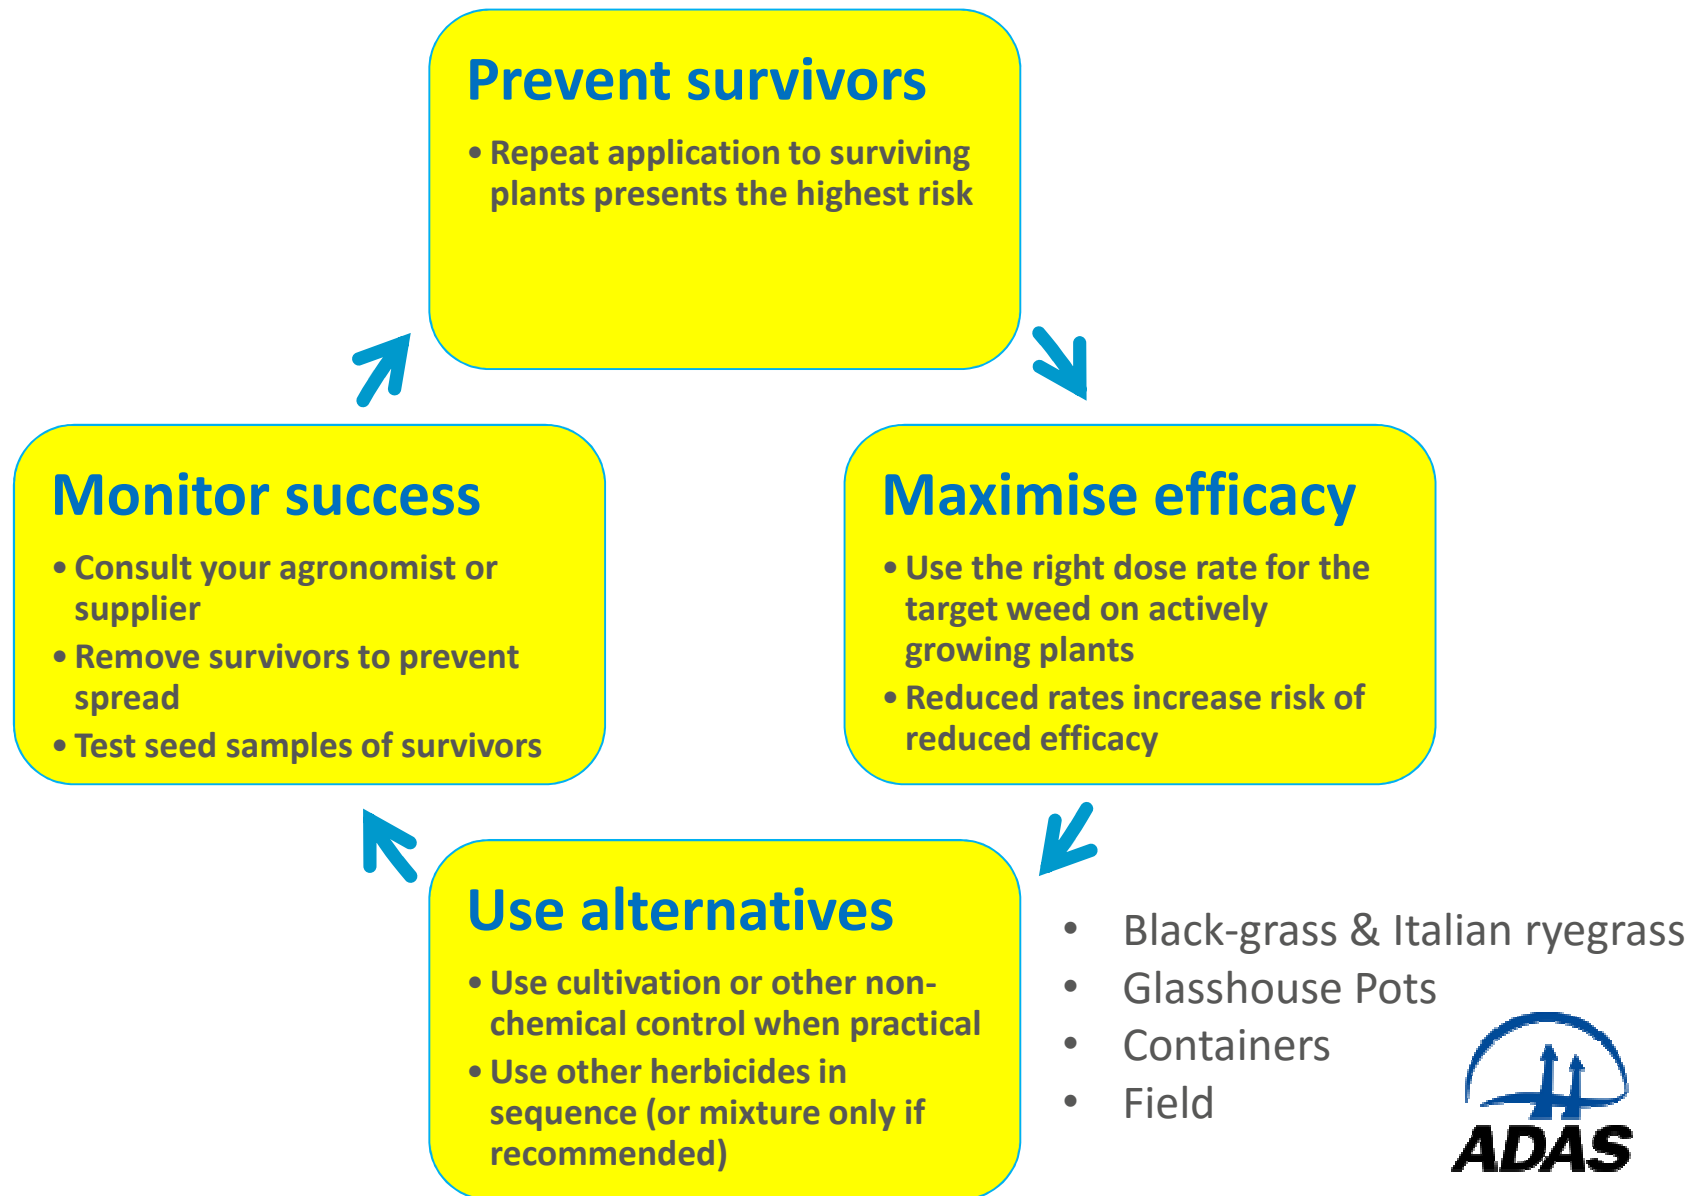 Prevent survivors
• Repeat application to surviving
plants presents the highest risk
Maximise efficacy
• Use the right dose rate for the
target weed on actively
growing plants
• Reduced rates increase risk of
reduced efficacy
Use alternatives
• Use cultivation or other non-
chemical control when practical
• Use other herbicides in
sequence (or mixture only if
recommended)
Monitor success
• Consult your agronomist or
supplier
• Remove survivors to prevent
spread
• Test seed samples of survivors
• Black-grass & Italian ryegrass
• Glasshouse Pots
• Containers
• Field
ADAS